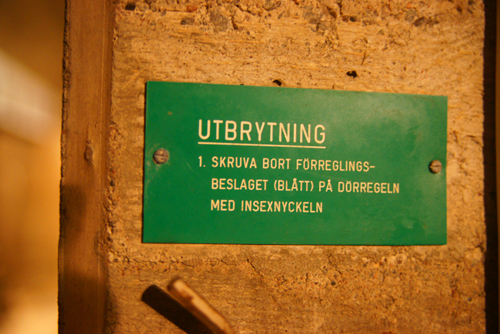 UTBRYTNING
1. SKRUVA BORT FÖRREGLINGS-
BESLAGET (BLÅTT) PÅ DÖRREGELN
MED INSEXNYCKELN